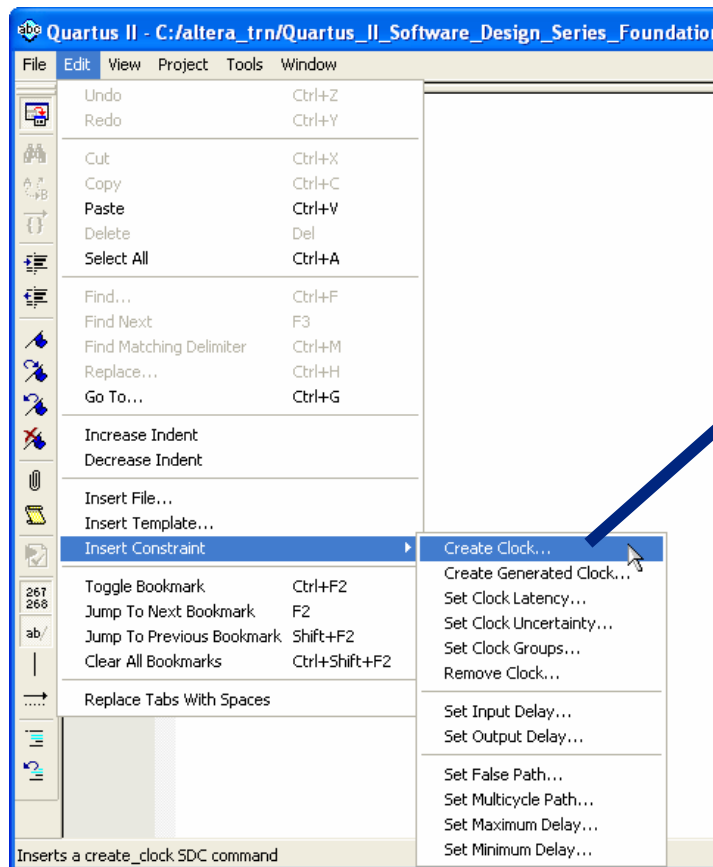 Quartus II - C:/altera_trn/Quartus_II_Software_Design_Series_Foundation
File Edit View Project Tools Window
Undo Ctrl+Z
Redo Ctrl+Y
Cut Ctrl+X
Copy Ctrl+C
Paste Ctrl+V
Delete Del
Select All Ctrl+A
Find... Ctrl+F
Find Next F3
Find Matching Delimiter Ctrl+M
Replace... Ctrl+H
Go To... Ctrl+G
Increase Indent
Decrease Indent
Insert File...
Insert Template...
Insert Constraint
Toggle Bookmark Ctrl+F2
Jump To Next Bookmark F2
Jump To Previous Bookmark Shift+F2
Clear All Bookmarks Ctrl+Shift+F2
Replace Tabs With Spaces
Create Clock...
Create Generated Clock...
Set Clock Latency...
Set Clock Uncertainty...
Set Clock Groups...
Remove Clock...
Set Input Delay...
Set Output Delay...
Set False Path...
Set Multicycle Path...
Set Maximum Delay...
Set Minimum Delay...
abc
A
B
{}
267
268
ab/
Inserts a create_clock SDC command